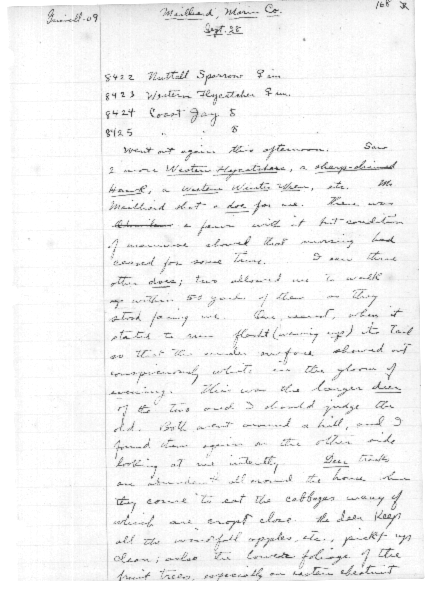 Grinnell-09
Mailliard, Marin Co.
168
Sept. 28
8422 Nuttall Sparrow ♀ im.
8423 Western Flycatcher ♀ im.
8424 Coast Jay 8
8425 " " 8
Went out again this afternoon. Saw
2 more Western Flycatchers, a sharp-shinned
Hawk, a Western Winter Wren, etc. Mr.
Mailliard shot a doe for me. There was
a fawn with it but condition
of mammae showed that nursing had
ceased for some time. I saw three
other does; two allowed me to walk
up within 50 yards of them as they
stood facing me. One, nearest, when it
started to run flashed (waving up) its tail
so that the under surface showed out
conspicuously white in the gloom of
evening. This was the larger deer
of the two and I should judge the
old. Both went around a hill, and I
found them again on the other side
looking at me intently. Deer tracks
are abundant all around the house where
they come to eat the cabbages many of
which are cropt close. The deer keep
all the windfall apples, etc., pickt up
clean; also the lower foliage of the
fruit trees, especially an eastern chestnut